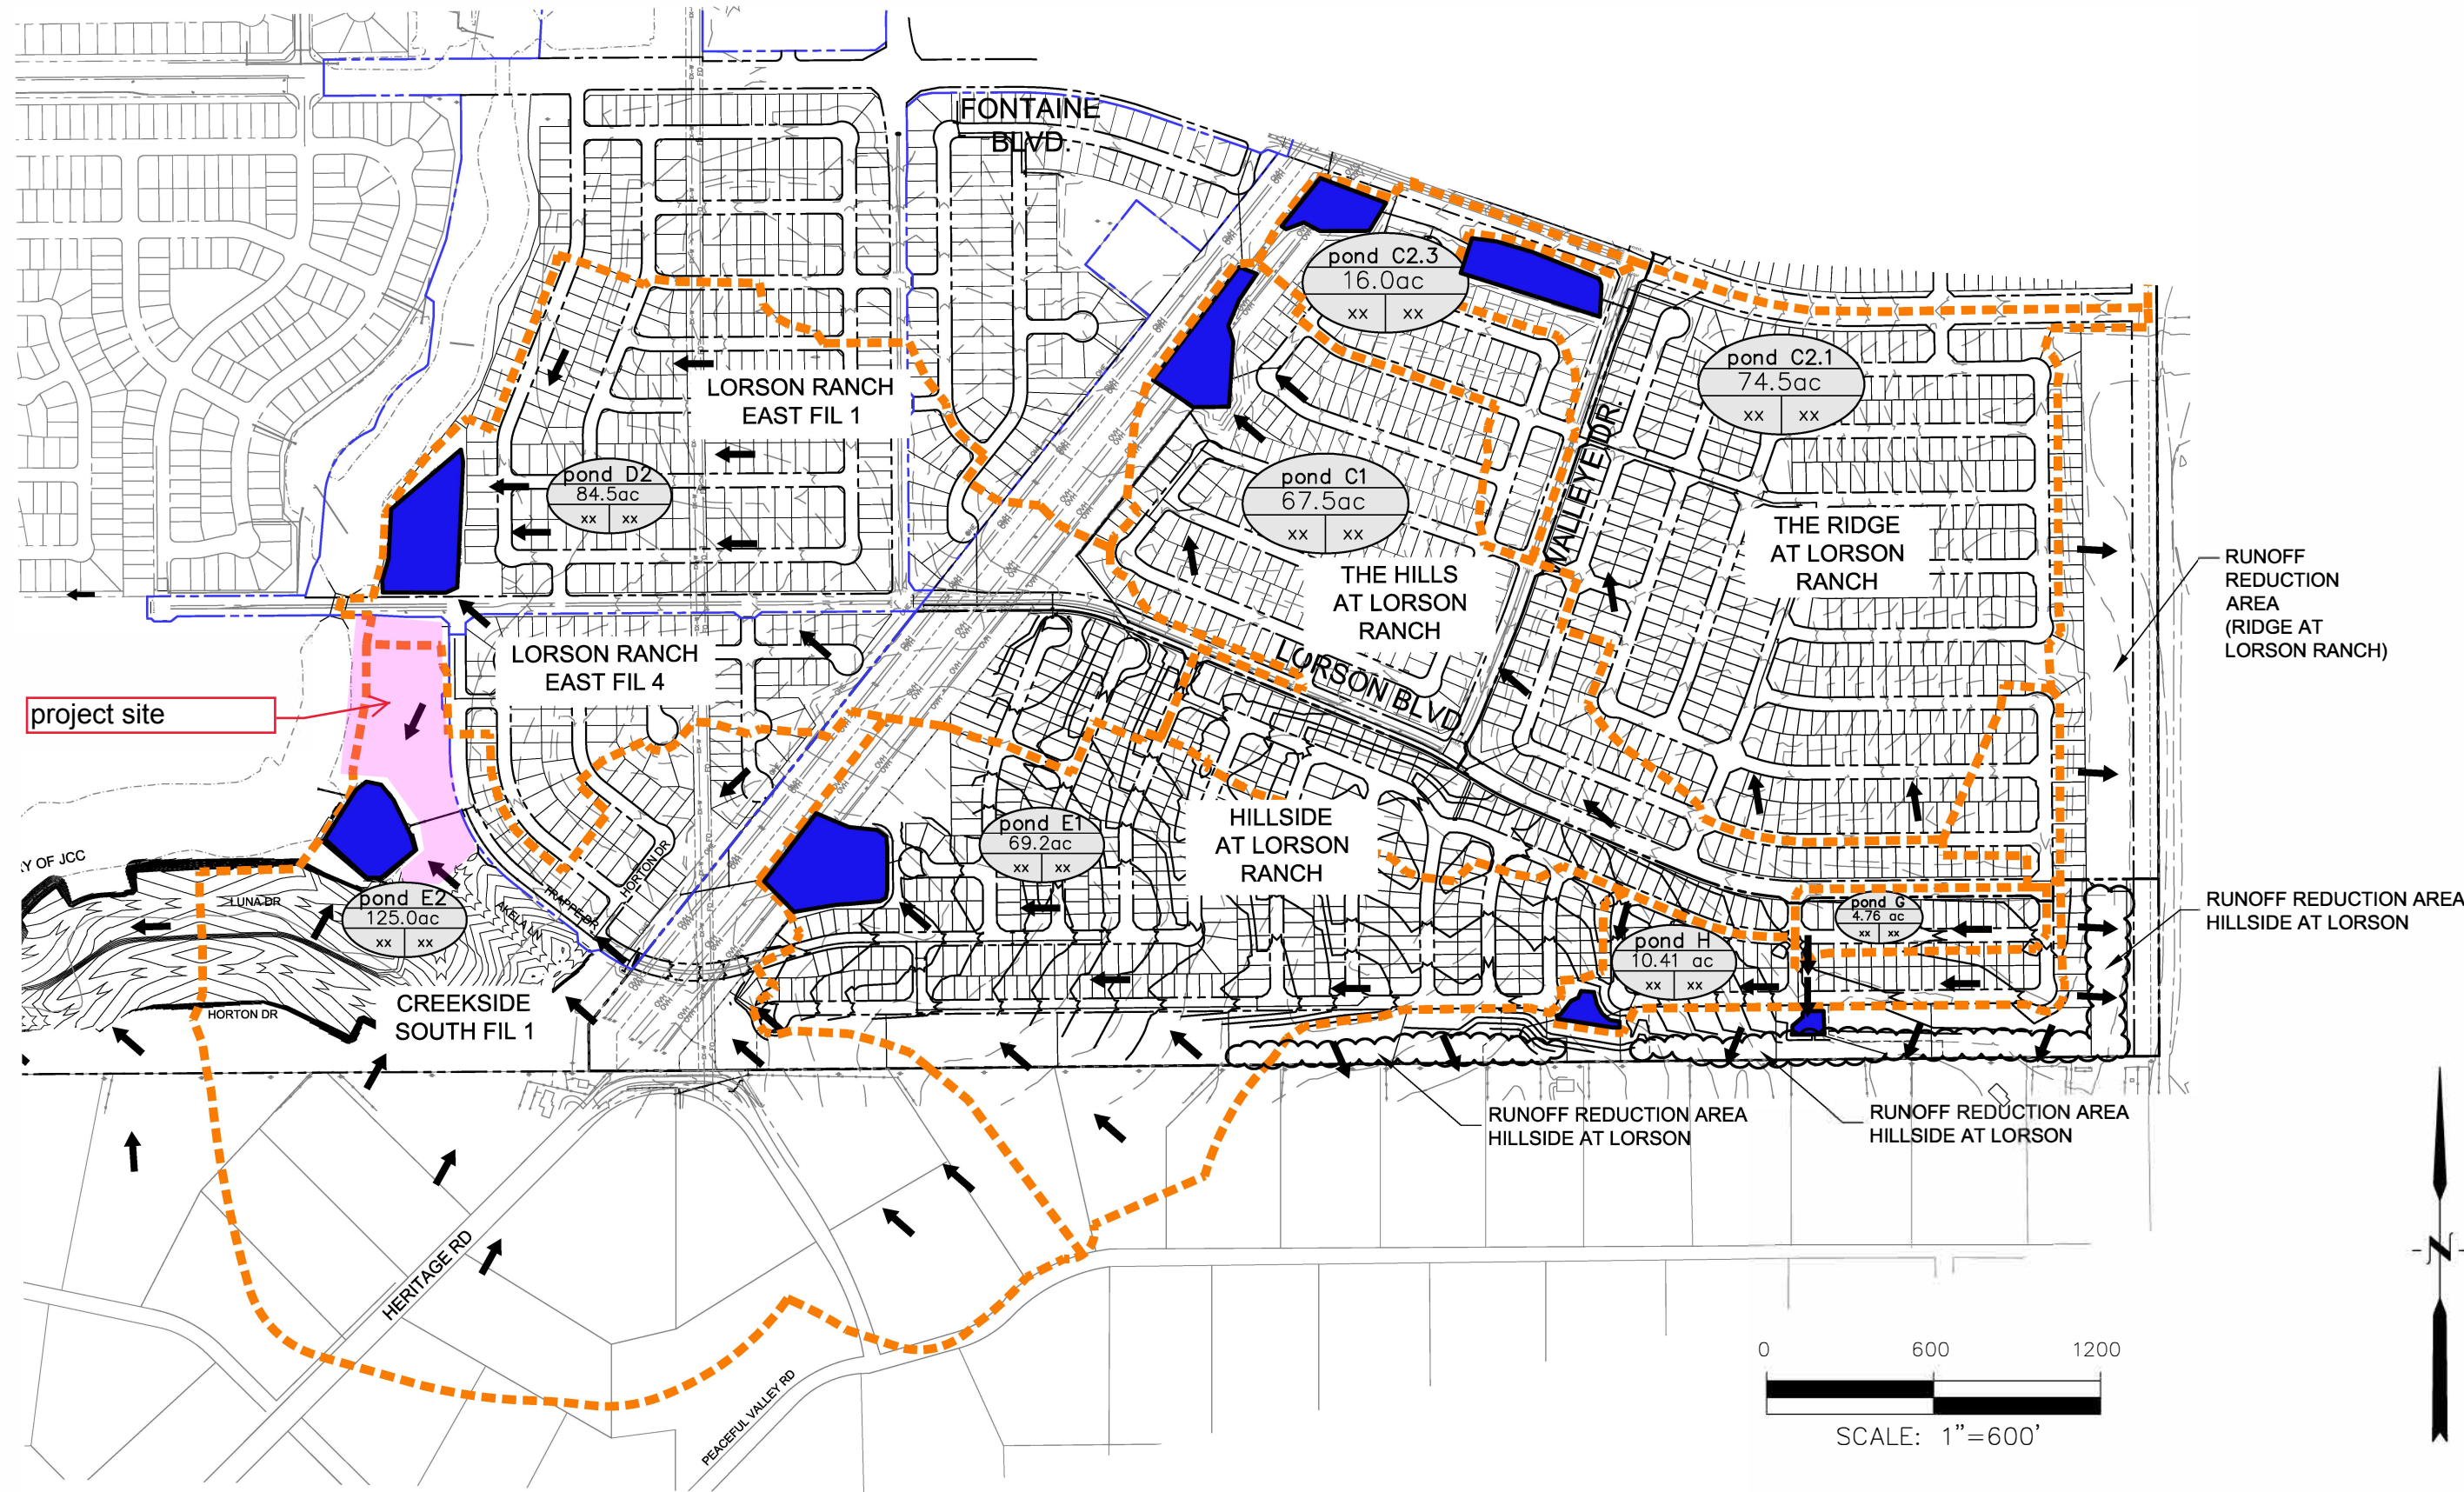 FONTAINE
BLVD.
pond C2.3
16.0ac
xx xx
pond C2.1
74.5ac
xx xx
LORSON RANCH
EAST FIL 1
pond D2
84.5ac
xx xx
pond C1
67.5ac
xx xx
WALLEYE DR.
THE RIDGE
AT LORSON
RANCH
THE HILLS
AT LORSON
RANCH
RUNOFF
REDUCTION
AREA
(RIDGE AT
LORSON RANCH)
LORSON RANCH
EAST FIL 4
LORSON BLVD
project site
pond E1
69.2ac
xx xx
HILLSIDE
AT LORSON
RANCH
OF JCC
LUNA DR
pond E2
125.0ac
xx xx
AKELA LN
TRAPPE DR
HORTON DR
pond G
4.76 ac
xx xx
RUNOFF REDUCTION AREA
HILLSIDE AT LORSON
pond H
10.41 ac
xx xx
CREEKSIDE
SOUTH FIL 1
HORTON DR
RUNOFF REDUCTION AREA
HILLSIDE AT LORSON
RUNOFF REDUCTION AREA
HILLSIDE AT LORSON
HERITAGE RD
PEACEFUL VALLEY RD
N
0 600 1200
SCALE: 1"=600'